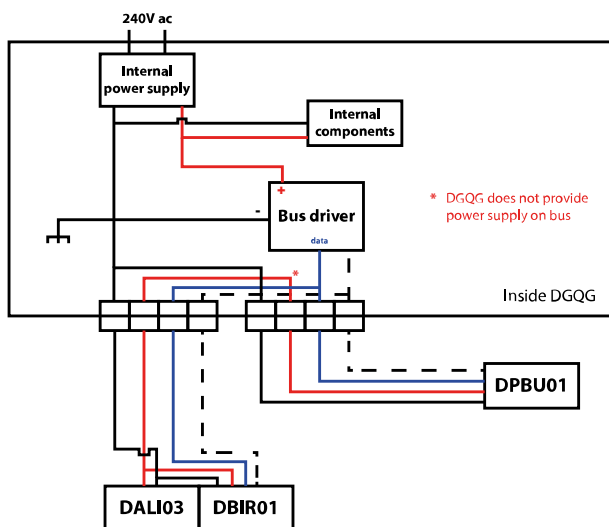 240V ac
Internal
power supply
Internal
components
+
-
Bus driver
data
* DGQG does not provide
power supply on bus
*
Inside DGQG
DPBU01
DALI03
DBIR01